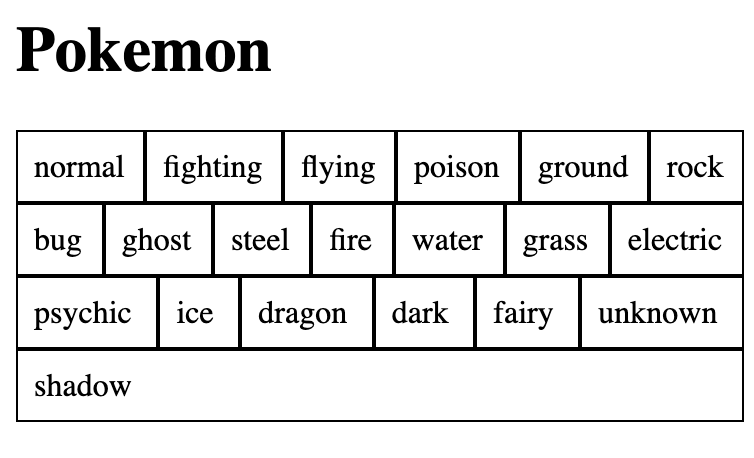 Pokemon
normal fighting flying poison ground rock
bug ghost steel fire water grass electric
psychic ice dragon dark fairy unknown
shadow